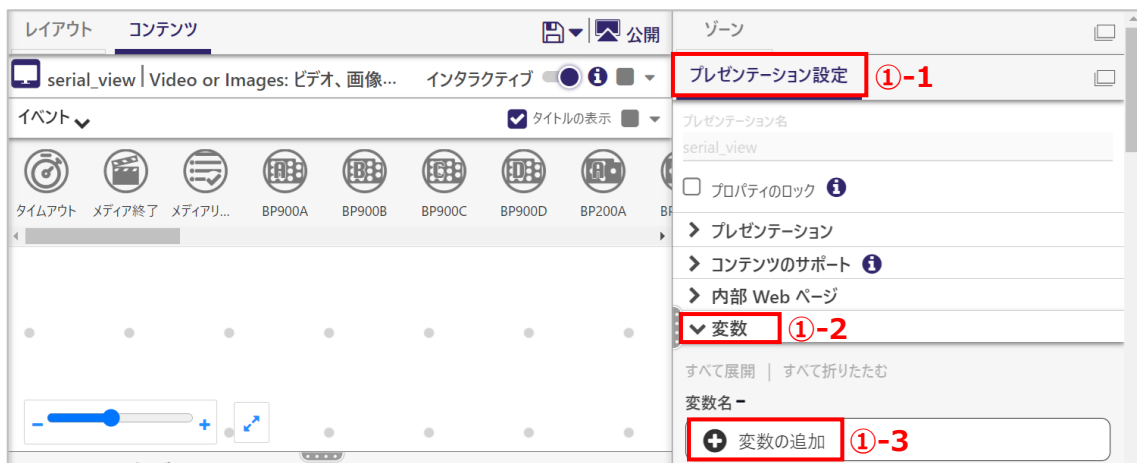 レイアウト コンテンツ 公開
serial_view Video or Images: ビデオ、画像... インタラクティブ
イベント タイトルの表示
タイムアウト メディア終了 メディアリ... BP900A BP900B BP900C BP900D BP200A
ゾーン
プレゼンテーション設定 ①-1
プレゼンテーション名
serial_view
プロパティのロック
プレゼンテーション
コンテンツのサポート
内部 Web ページ
変数 ①-2
すべて展開 | すべて折りたたむ
変数名
変数の追加 ①-3